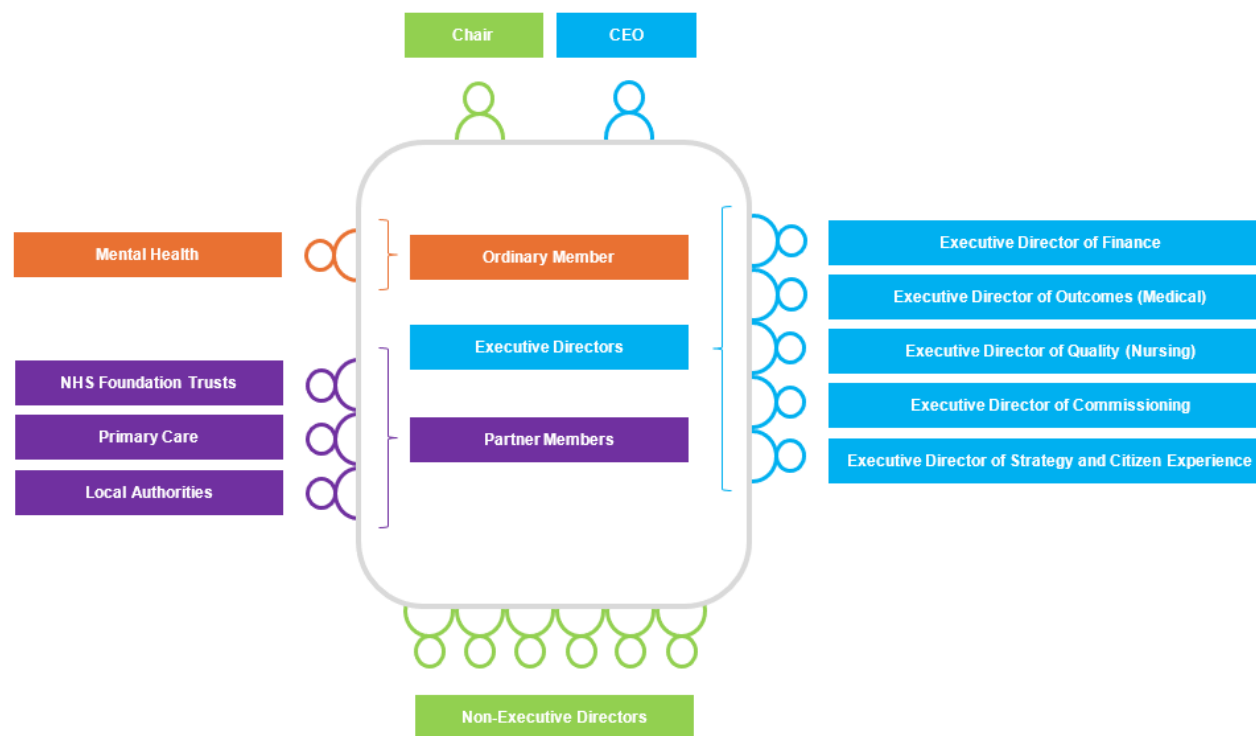 Chair
CEO
Mental Health
Ordinary Member
Executive Director of Finance
Executive Director of Outcomes (Medical)
Executive Directors
Executive Director of Quality (Nursing)
NHS Foundation Trusts
Executive Director of Commissioning
Primary Care
Partner Members
Executive Director of Strategy and Citizen Experience
Local Authorities
Non-Executive Directors